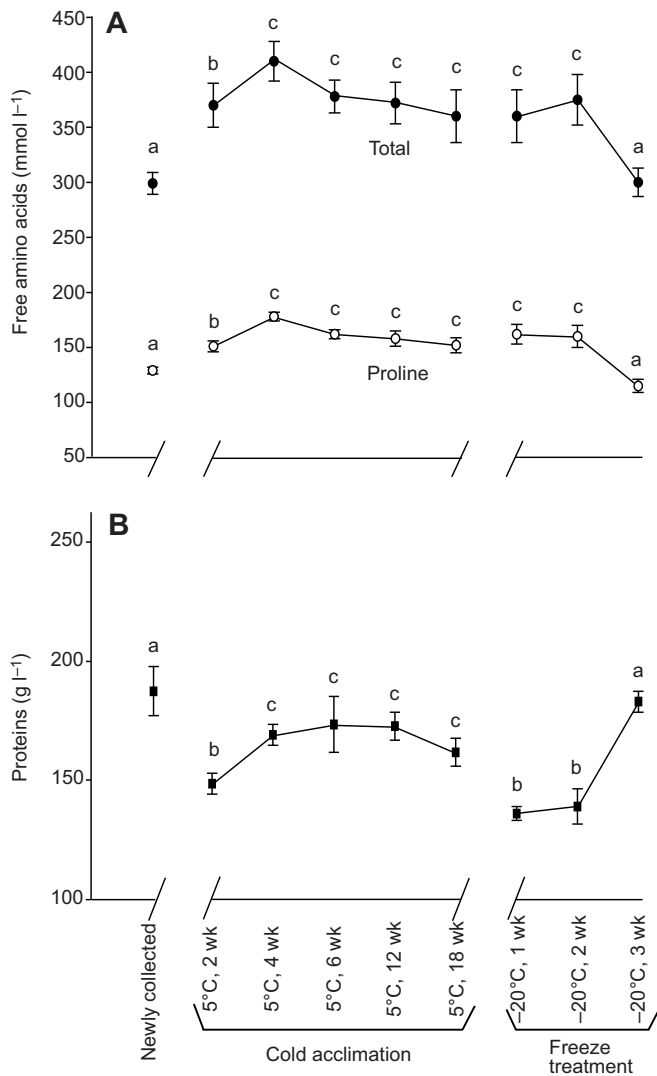 A
450
400
350
300
250
200
150
100
50
Free amino acids (mmol l−1)
a
b
c
c
c
c
c
c
a
Total
a
b
c
c
c
c
c
c
a
Proline
B
250
200
150
100
Proteins (g l−1)
a
b
c
c
c
c
b
b
a
Newly collected
5°C, 2 wk
5°C, 4 wk
5°C, 6 wk
5°C, 12 wk
5°C, 18 wk
–20°C, 1 wk
–20°C, 2 wk
–20°C, 3 wk
Cold acclimation
Freeze
treatment